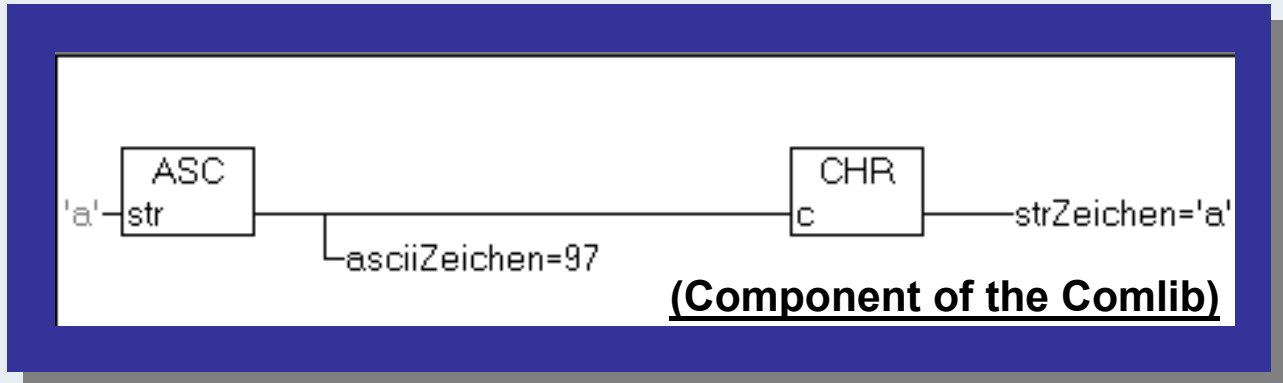 ASC
CHR
'a' str
c
strZeichen='a'
asciiZeichen=97
(Component of the Comlib)